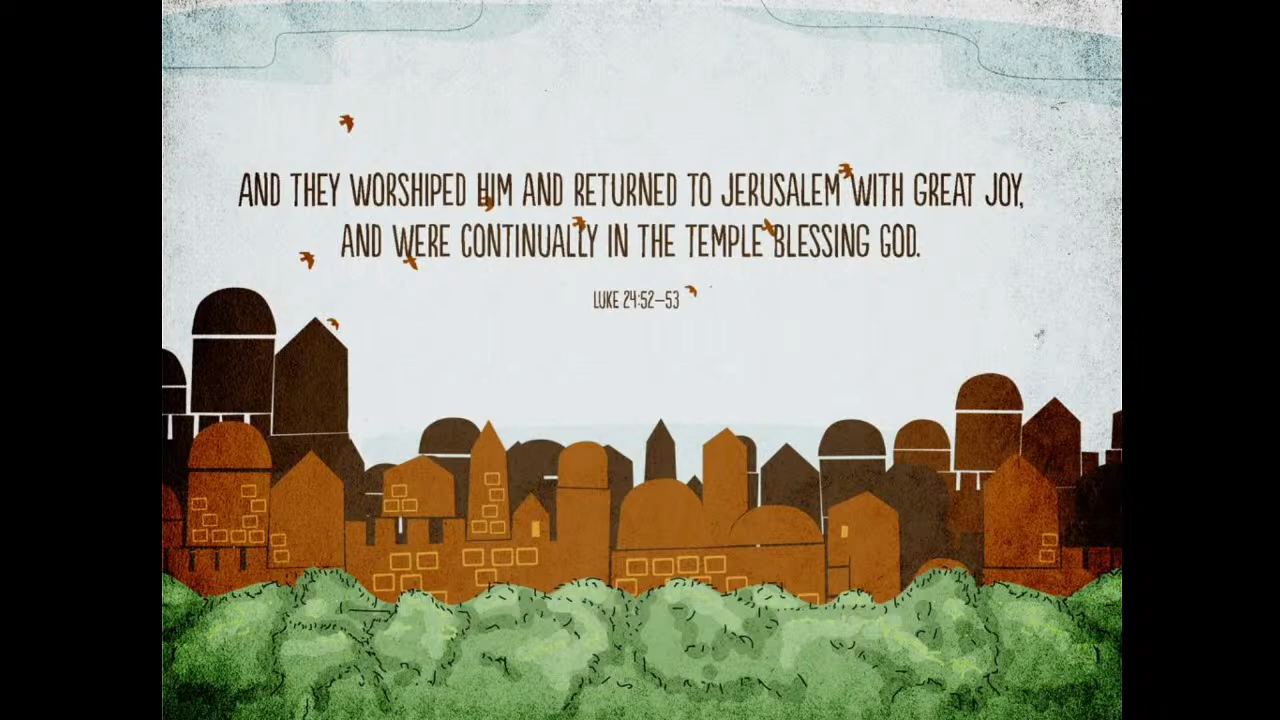 AND THEY WORSHIPED HIM AND RETURNED TO JERUSALEM WITH GREAT JOY,
AND WERE CONTINUALLY IN THE TEMPLE BLESSING GOD.
LUKE 24:52–53